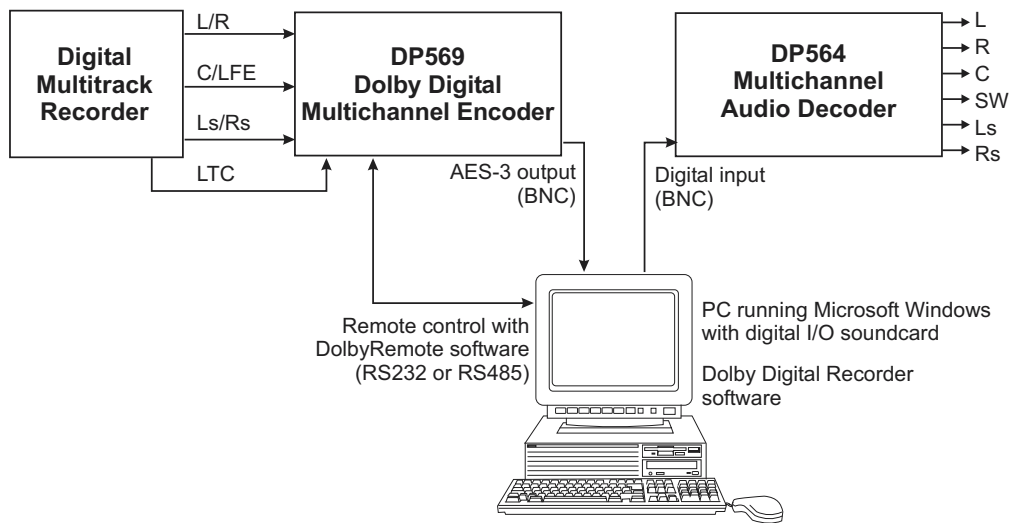 Digital
Multitrack
Recorder
L/R
C/LFE
Ls/Rs
LTC
DP569
Dolby Digital
Multichannel Encoder
DP564
Multichannel
Audio Decoder
L
R
C
SW
Ls
Rs
AES-3 output
(BNC)
Digital input
(BNC)
Remote control with
DolbyRemote software
(RS232 or RS485)
PC running Microsoft Windows
with digital I/O soundcard
Dolby Digital Recorder
software